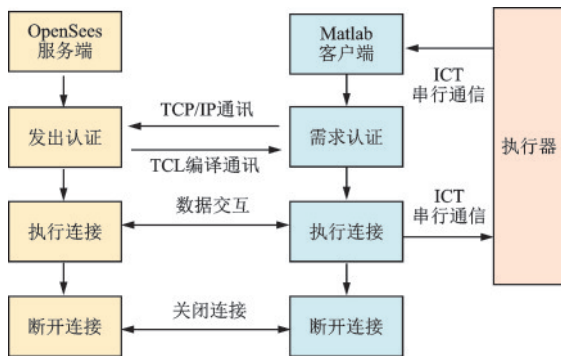 OpenSees
服务端
Matlab
客户端
ICT
串行通信
TCP/IP通讯
发出认证
需求认证
执行器
TCL编译通讯
数据交互
ICT
串行通信
执行连接
执行连接
关闭连接
断开连接
断开连接